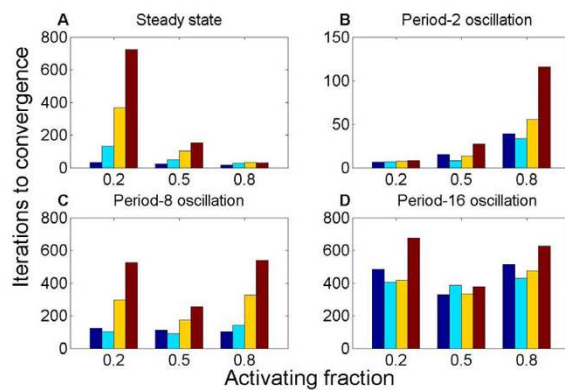 A Steady state
B Period-2 oscillation
800
600
400
200
0
0.2 0.5 0.8
150
100
50
0
0.2 0.5 0.8
C Period-8 oscillation
D Period-16 oscillation
800
600
400
200
0
0.2 0.5 0.8
800
600
400
200
0
0.2 0.5 0.8
Iterations to convergence
Activating fraction